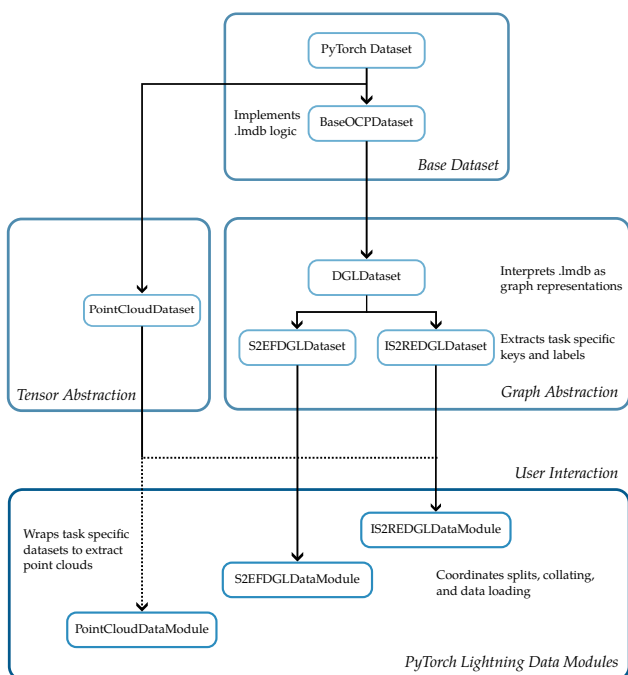 PyTorch Dataset
Implements
.lmdb logic
BaseOCPDataset
Base Dataset
DGLDataset
Interprets .lmdb as
graph representations
PointCloudDataset
S2EFDGLDataset
IS2REDGLDataset
Extracts task specific
keys and labels
Tensor Abstraction
Graph Abstraction
User Interaction
Wraps task specific
datasets to extract
point clouds
IS2REDGLDataModule
S2EFDGLDataModule
Coordinates splits, collating,
and data loading
PointCloudDataModule
PyTorch Lightning Data Modules